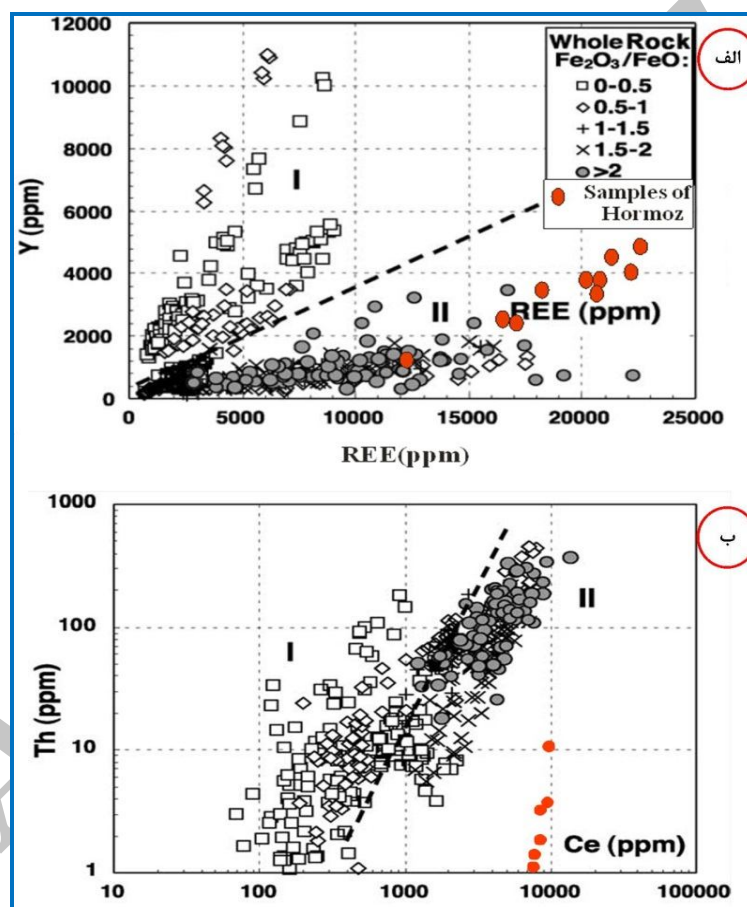 الف
12000
10000
8000
6000
4000
2000
0
Y (ppm)
Whole Rock
Fe₂O₃/FeO:
0-0.5
0.5-1
1-1.5
1.5-2
>2
Samples of
Hormoz
I
II
REE (ppm)
0 5000 10000 15000 20000 25000
REE(ppm)
ب
1000
100
10
1
Th (ppm)
I
II
Ce (ppm)
10 100 1000 10000 100000